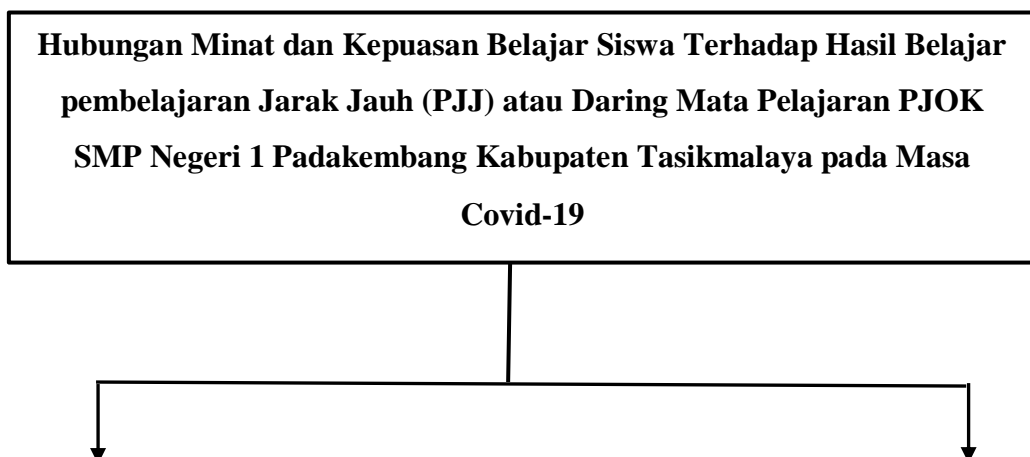 Hubungan Minat dan Kepuasan Belajar Siswa Terhadap Hasil Belajar
pembelajaran Jarak Jauh (PJJ) atau Daring Mata Pelajaran PJOK
SMP Negeri 1 Padakembang Kabupaten Tasikmalaya pada Masa
Covid-19